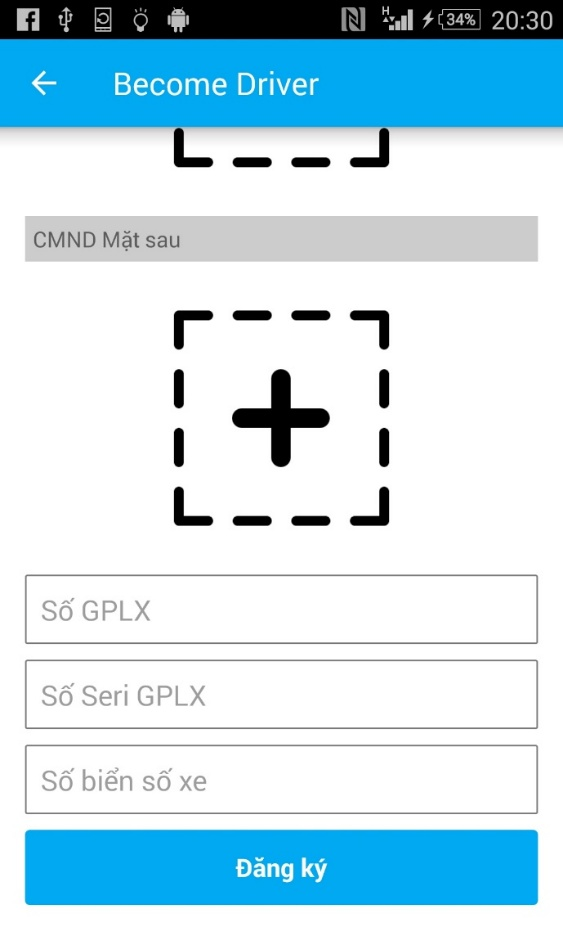 H
34%
20:30
Become Driver
CMND Mặt sau
Số GPLX
Số Seri GPLX
Số biển số xe
Đăng ký